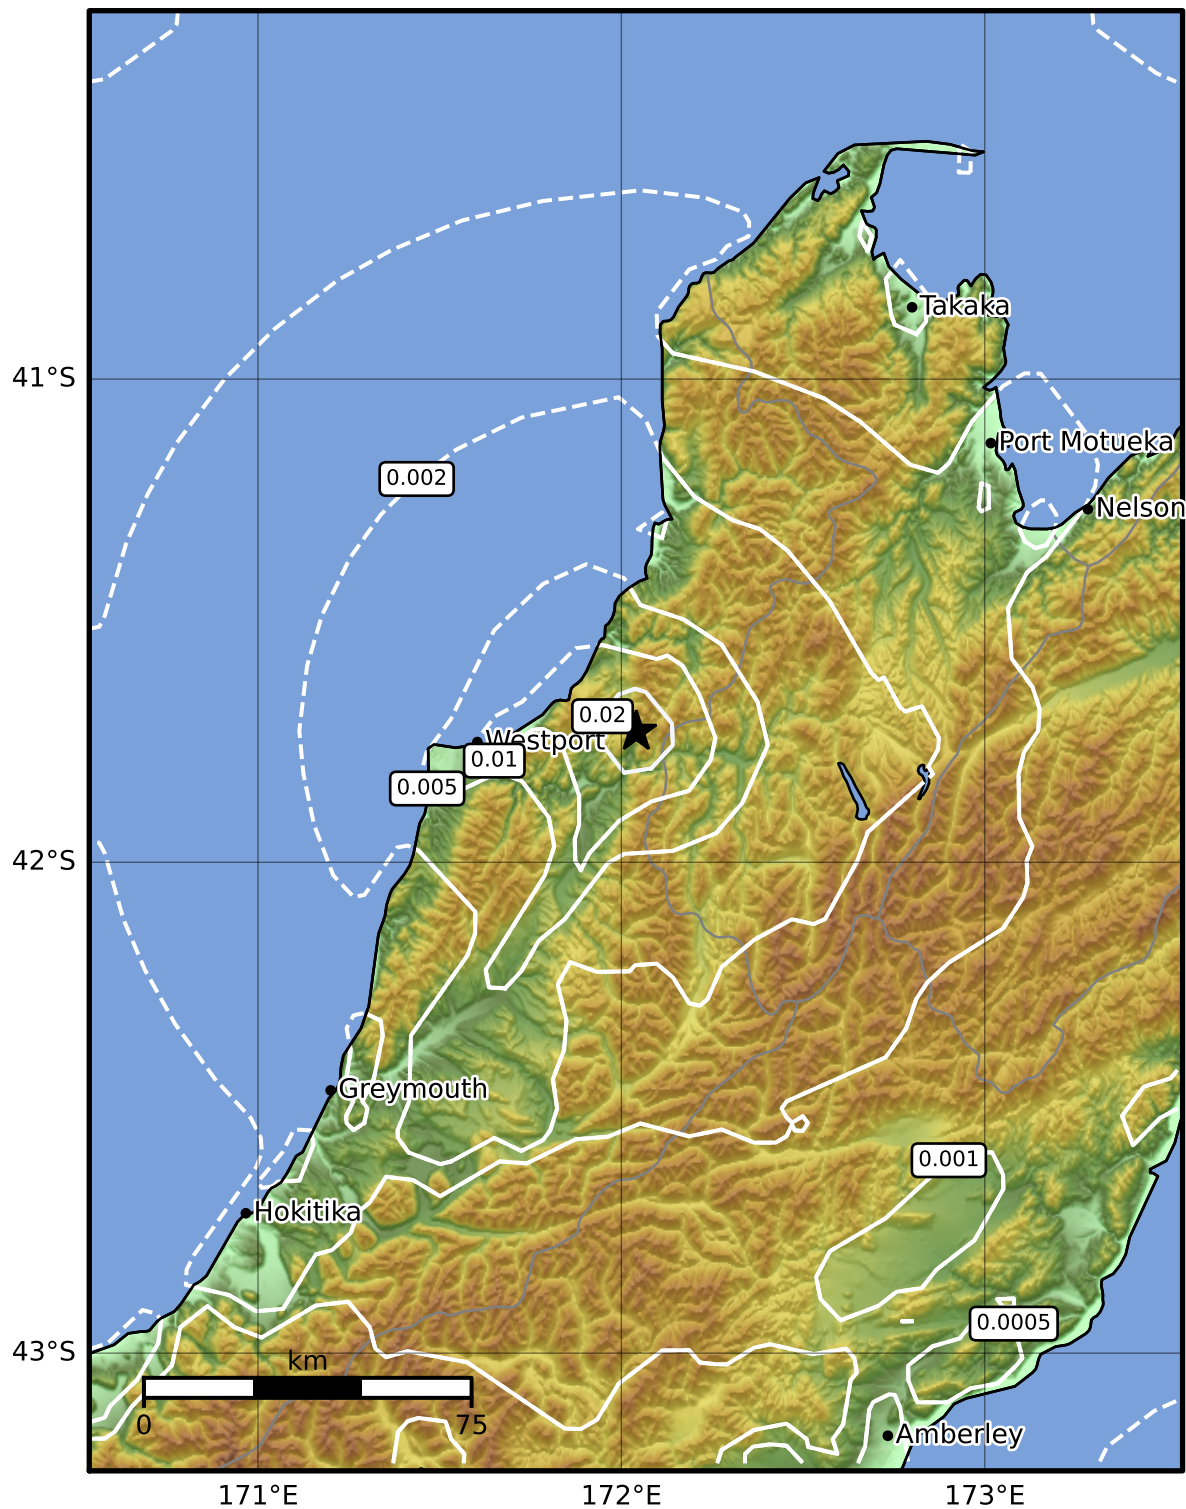 Takaka
41°S
Port Motueka
0.002
Nelson
0.02
Westport
0.01
0.005
42°S
Greymouth
0.001
Hokitika
0.0005
43°S
km
0 75
Amberley
171°E 172°E 173°E